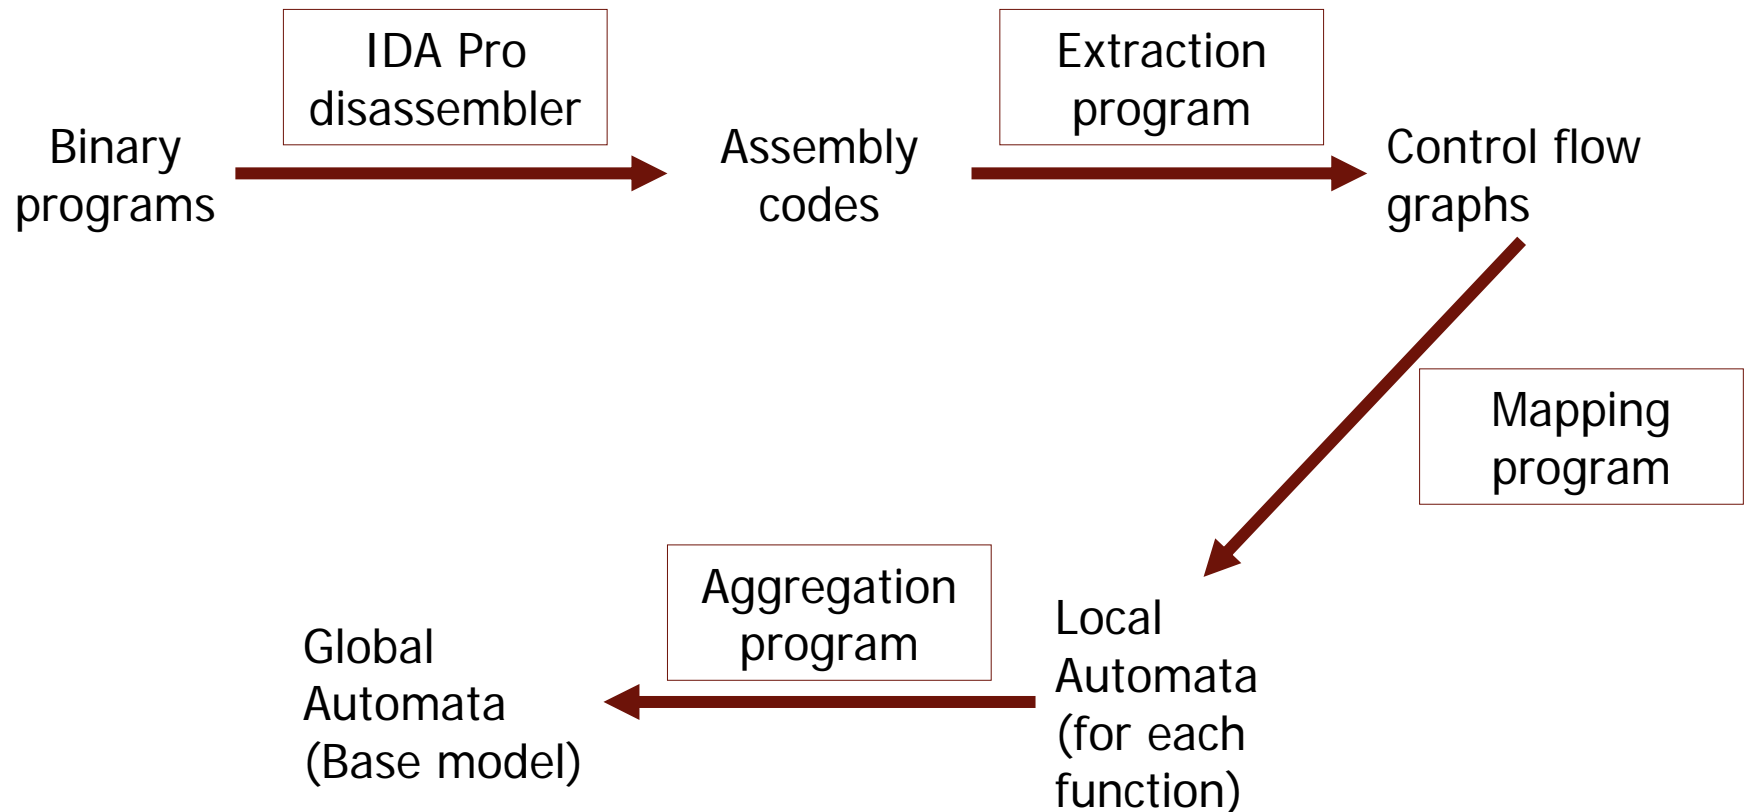 IDA Pro
disassembler
Extraction
program
Binary
programs
Assembly
codes
Control flow
graphs
Mapping
program
Aggregation
program
Local
Automata
(for each
function)
Global
Automata
(Base model)